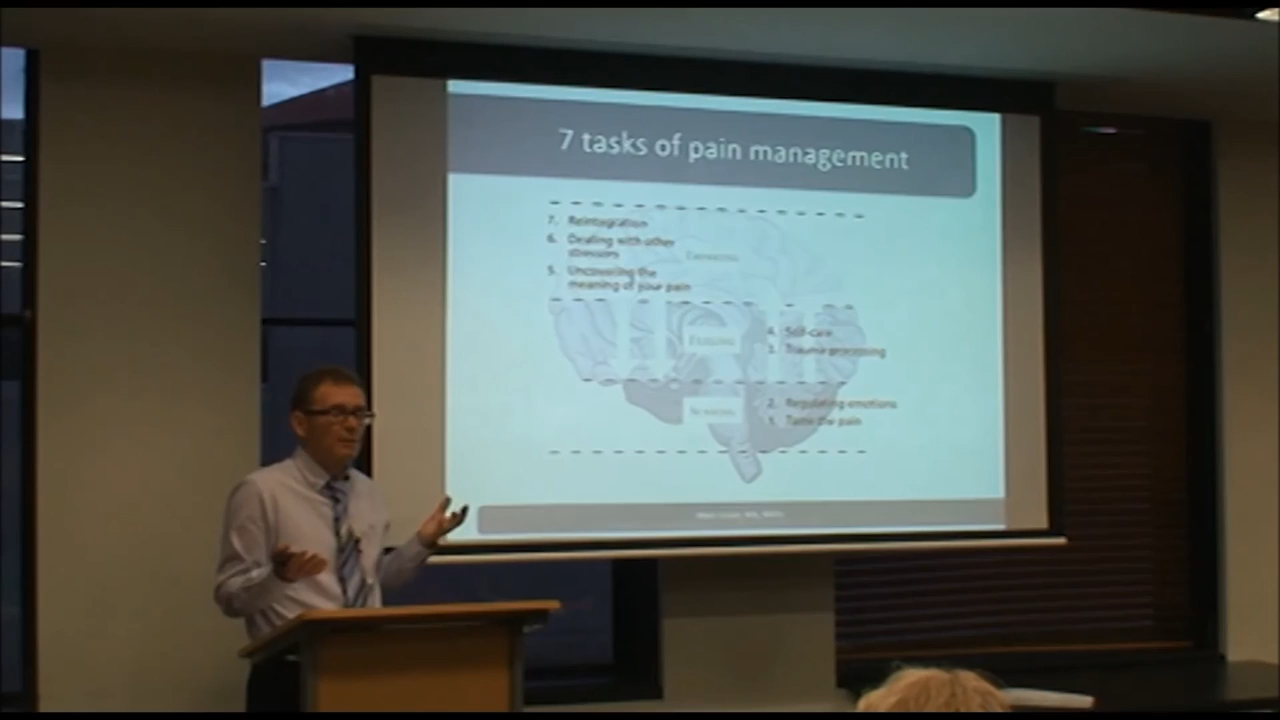 7 tasks of pain management
7. Reintegration
6. Dealing with other
stressors
5. Uncovering the
meaning of your pain
4. Self-care
3. Trauma processing
2. Regulating emotions
1. Tame the pain